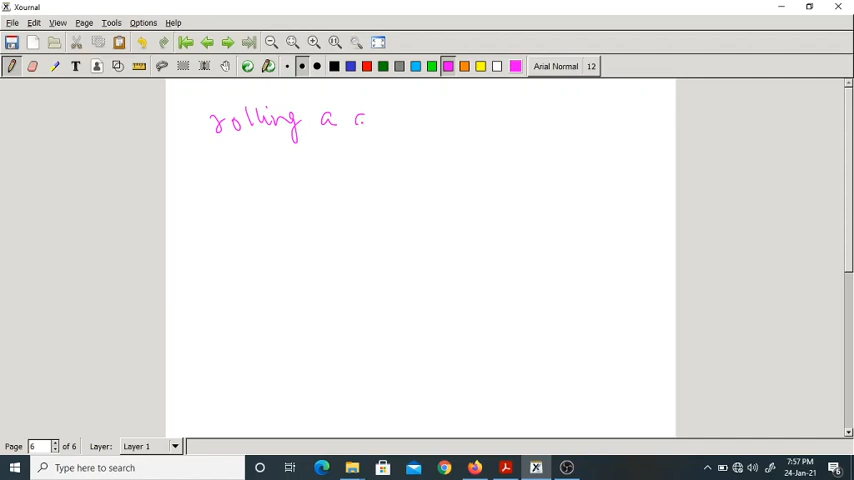 Xournal
File Edit View Page Tools Options Help
Arial Normal 12
rolling a
Page 6 of 6 Layer: Layer 1
Type here to search
7:57 PM
24-Jan-21
6